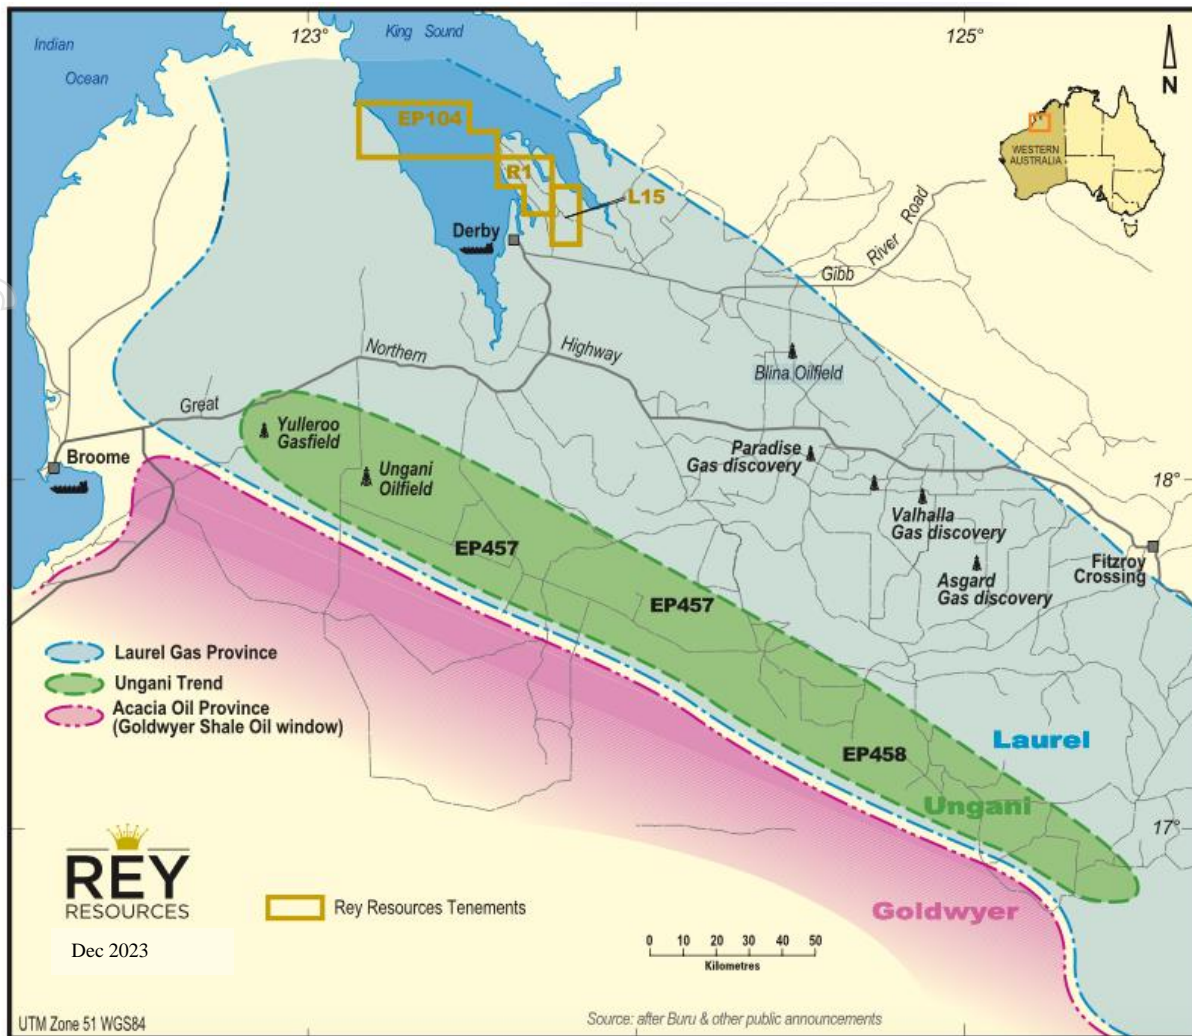 Indian
Ocean
123°
King Sound
125°
N
WESTERN
AUSTRALIA
EP104
R1
L15
Derby
Gibb
River
Road
Northern
Highway
Great
Blina Oilfield
Yulleroo
Gasfield
Ungani
Oilfield
Broome
Paradise
Gas discovery
18°
Valhalla
Gas discovery
Fitzroy
Crossing
Asgard
Gas discovery
EP457
EP457
Laurel Gas Province
Ungani Trend
Acacia Oil Province
(Goldwyer Shale Oil window)
EP458
Laurel
Ungani
17°
Goldwyer
REY
RESOURCES
Rey Resources Tenements
Dec 2023
0 10 20 30 40 50
Kilometres
UTM Zone 51 WGS84
Source: after Buru & other public announcements